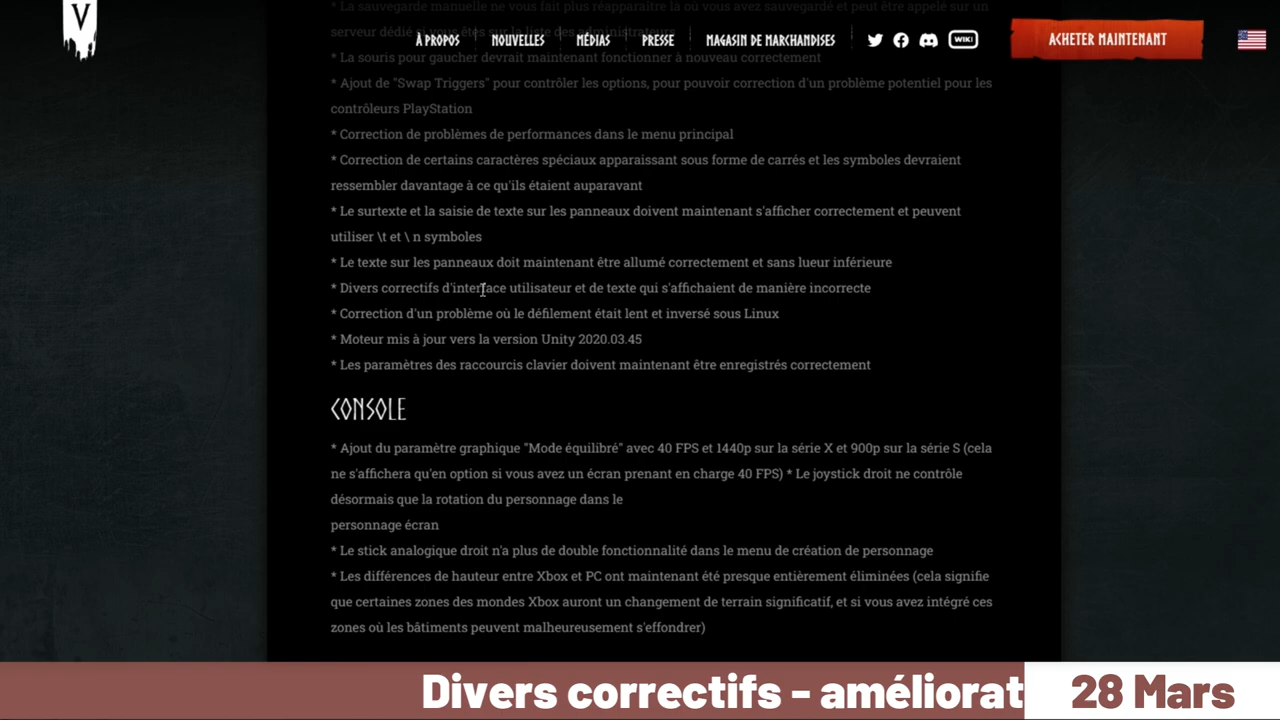 * La sauvegarde manuelle ne vous fait plus réapparaître là où vous avez sauvegardé et peut être appelé sur un
serveur dédié si vous êtes sur la liste des administrateurs
V
À PROPOS
NOUVELLES
MÉDIAS
PRESSE
MAGASIN DE MARCHANDISES
WIKI
ACHETER MAINTENANT
* La souris pour gaucher devrait maintenant fonctionner à nouveau correctement
* Ajout de "Swap Triggers" pour contrôler les options, pour pouvoir correction d'un problème potentiel pour les
contrôleurs PlayStation
* Correction de problèmes de performances dans le menu principal
* Correction de certains caractères spéciaux apparaissant sous forme de carrés et les symboles devraient
ressembler davantage à ce qu'ils étaient auparavant
* Le surtexte et la saisie de texte sur les panneaux doivent maintenant s'afficher correctement et peuvent
utiliser \t et \ n symboles
* Le texte sur les panneaux doit maintenant être allumé correctement et sans lueur inférieure
* Divers correctifs d'interface utilisateur et de texte qui s'affichaient de manière incorrecte
* Correction d'un problème où le défilement était lent et inversé sous Linux
* Moteur mis à jour vers la version Unity 2020.03.45
* Les paramètres des raccourcis clavier doivent maintenant être enregistrés correctement
CONSOLE
* Ajout du paramètre graphique "Mode équilibré" avec 40 FPS et 1440p sur la série X et 900p sur la série S (cela
ne s'affichera qu'en option si vous avez un écran prenant en charge 40 FPS) * Le joystick droit ne contrôle
désormais que la rotation du personnage dans le
personnage écran
* Le stick analogique droit n'a plus de double fonctionnalité dans le menu de création de personnage
* Les différences de hauteur entre Xbox et PC ont maintenant été presque entièrement éliminées (cela signifie
que certaines zones des mondes Xbox auront un changement de terrain significatif, et si vous avez intégré ces
zones où les bâtiments peuvent malheureusement s'effondrer)
Divers correctifs - améliorat
28 Mars